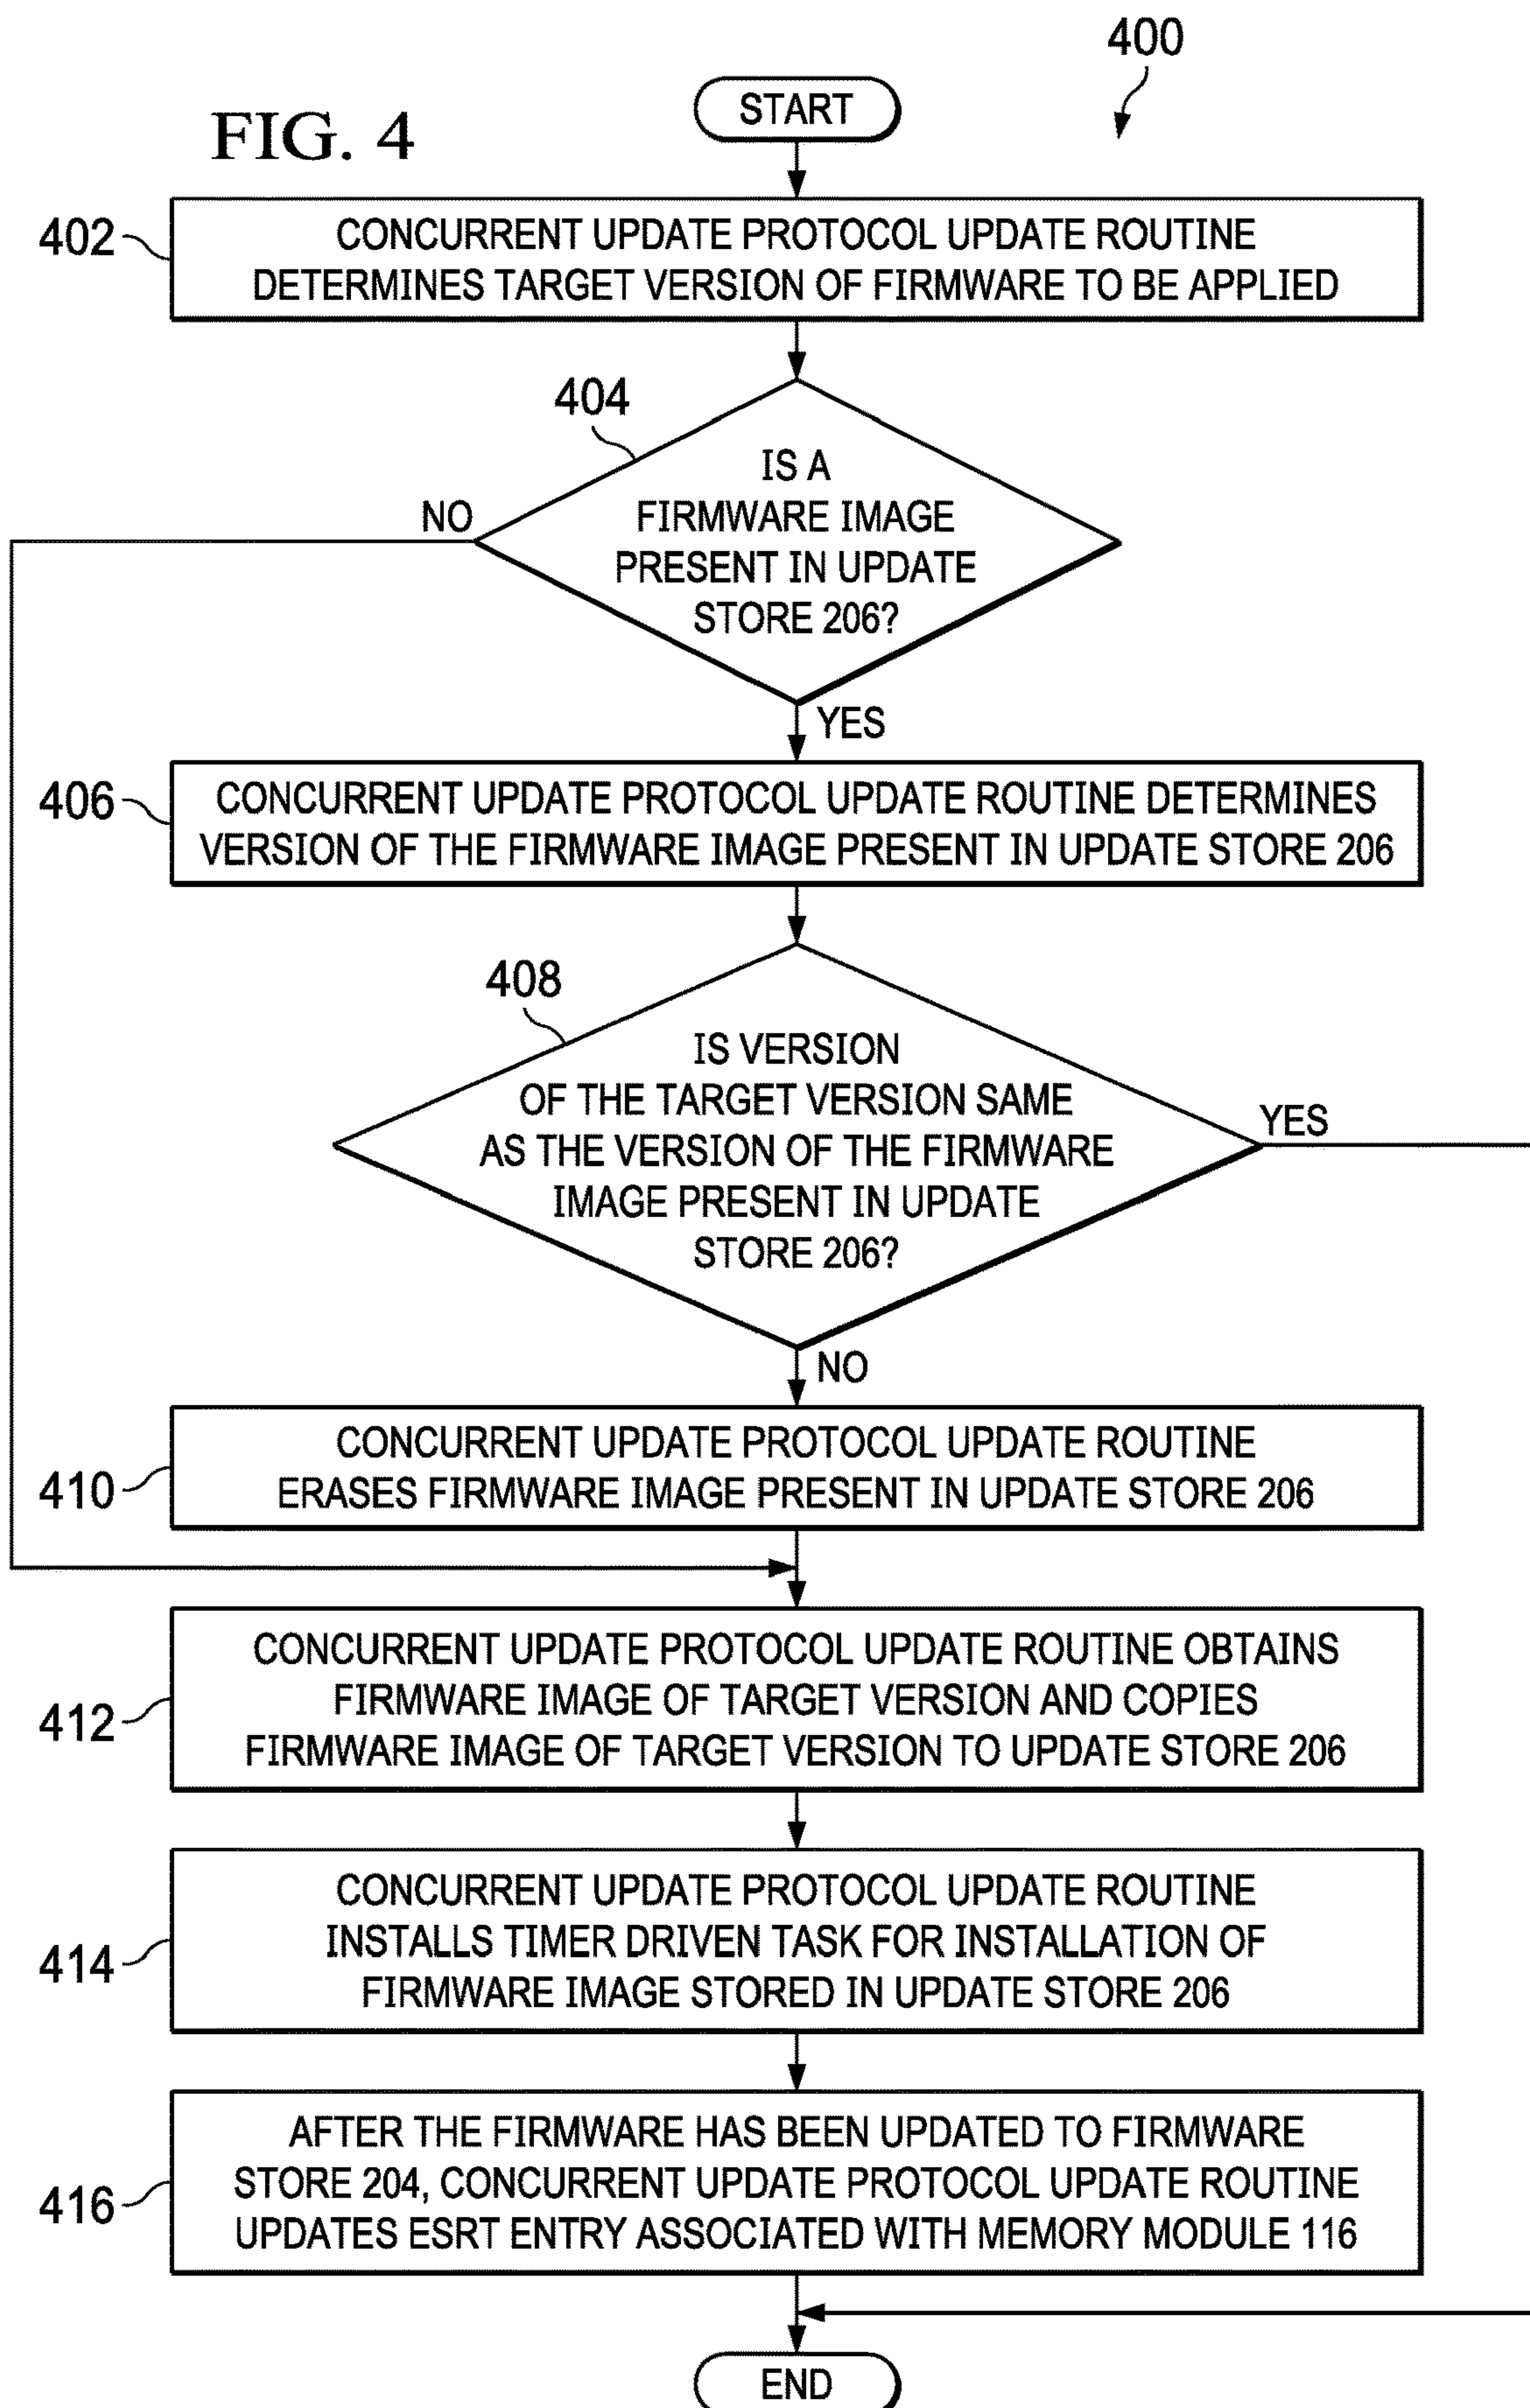 400
START
FIG. 4
402
CONCURRENT UPDATE PROTOCOL UPDATE ROUTINE
DETERMINES TARGET VERSION OF FIRMWARE TO BE APPLIED
404
IS A
FIRMWARE IMAGE
PRESENT IN UPDATE
STORE 206?
NO
YES
406
CONCURRENT UPDATE PROTOCOL UPDATE ROUTINE DETERMINES
VERSION OF THE FIRMWARE IMAGE PRESENT IN UPDATE STORE 206
408
IS VERSION
OF THE TARGET VERSION SAME
AS THE VERSION OF THE FIRMWARE
IMAGE PRESENT IN UPDATE
STORE 206?
YES
NO
410
CONCURRENT UPDATE PROTOCOL UPDATE ROUTINE
ERASES FIRMWARE IMAGE PRESENT IN UPDATE STORE 206
412
CONCURRENT UPDATE PROTOCOL UPDATE ROUTINE OBTAINS
FIRMWARE IMAGE OF TARGET VERSION AND COPIES
FIRMWARE IMAGE OF TARGET VERSION TO UPDATE STORE 206
414
CONCURRENT UPDATE PROTOCOL UPDATE ROUTINE
INSTALLS TIMER DRIVEN TASK FOR INSTALLATION OF
FIRMWARE IMAGE STORED IN UPDATE STORE 206
416
AFTER THE FIRMWARE HAS BEEN UPDATED TO FIRMWARE
STORE 204, CONCURRENT UPDATE PROTOCOL UPDATE ROUTINE
UPDATES ESRT ENTRY ASSOCIATED WITH MEMORY MODULE 116
END